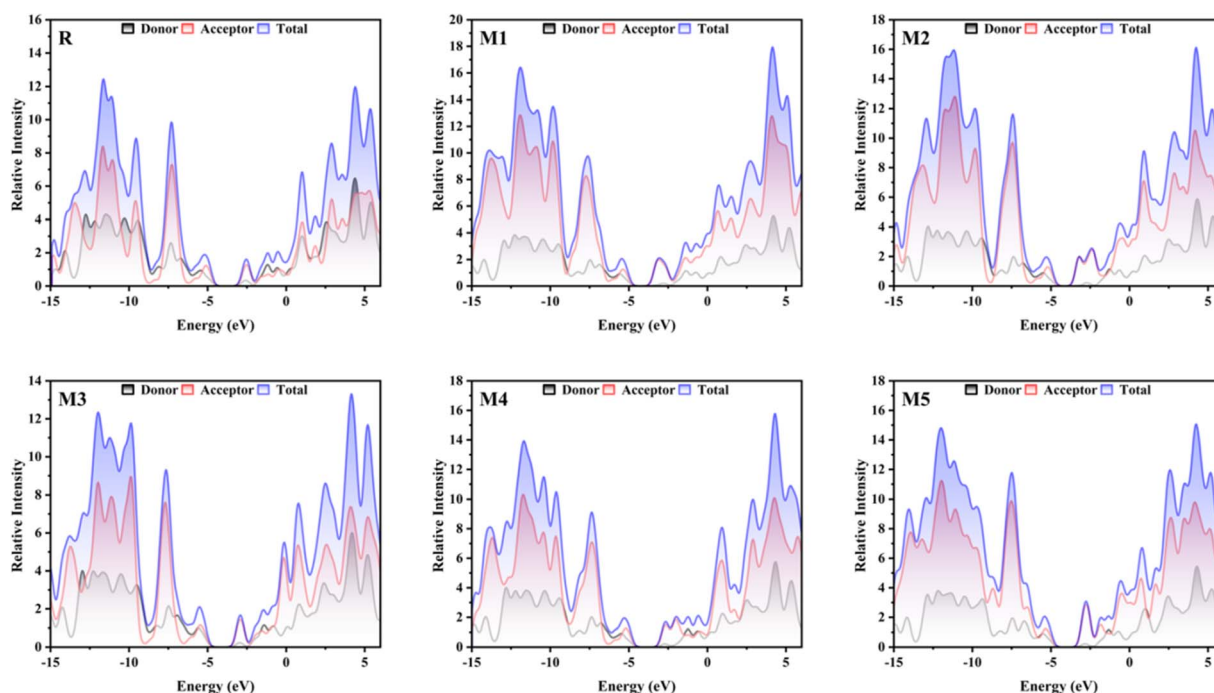 R
Donor Acceptor Total
16
14
12
10
8
6
4
2
0
Relative Intensity
-15 -10 -5 0 5
Energy (eV)
M1
Donor Acceptor Total
20
18
16
14
12
10
8
6
4
2
0
Relative Intensity
-15 -10 -5 0 5
Energy (eV)
M2
Donor Acceptor Total
18
16
14
12
10
8
6
4
2
0
Relative Intensity
-15 -10 -5 0 5
Energy (eV)
M3
Donor Acceptor Total
14
12
10
8
6
4
2
0
Relative Intensity
-15 -10 -5 0 5
Energy (eV)
M4
Donor Acceptor Total
18
16
14
12
10
8
6
4
2
0
Relative Intensity
-15 -10 -5 0 5
Energy (eV)
M5
Donor Acceptor Total
18
16
14
12
10
8
6
4
2
0
Relative Intensity
-15 -10 -5 0 5
Energy (eV)